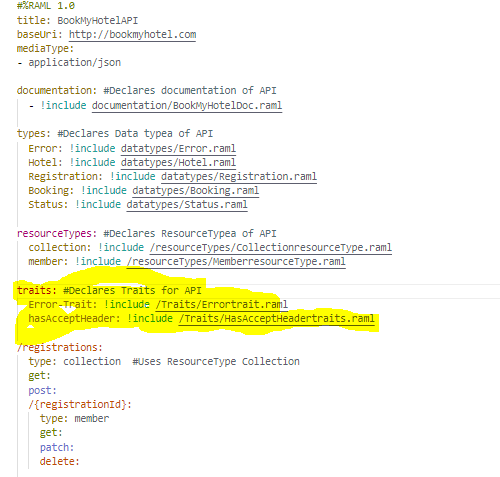 #%RAML 1.0
title: BookMyHotelAPI
baseUri: http://bookmyhotel.com
mediaType:
- application/json
documentation: #Declares documentation of API
- !include documentation/BookMyHotelDoc.raml
types: #Declares Data typea of API
Error: !include datatypes/Error.raml
Hotel: !include datatypes/Hotel.raml
Registration: !include datatypes/Registration.raml
Booking: !include datatypes/Booking.raml
Status: !include datatypes/Status.raml
resourceTypes: #Declares ResourceTypea of API
collection: !include /resourceTypes/CollectionresourceType.raml
member: !include /resourceTypes/MemberresourceType.raml
traits: #Declares Traits for API
Error-Trait: !include /Traits/Errortrait.raml
hasAcceptHeader: !include /Traits/HasAcceptHeadertraits.raml
/registrations:
type: collection #Uses ResourceType Collection
get:
post:
/{registrationId}:
type: member
get:
patch:
delete: